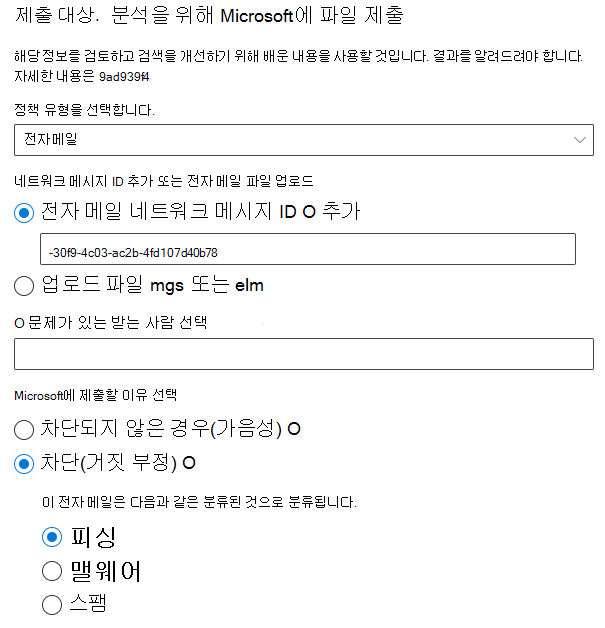 제출 대상. 분석을 위해 Microsoft에 파일 제출
해당 정보를 검토하고 검색을 개선하기 위해 배운 내용을 사용할 것입니다. 결과를 알려드려야 합니다.
자세한 내용은 9ad939f4
정책 유형을 선택합니다.
전자메일
네트워크 메시지 ID 추가 또는 전자 메일 파일 업로드
전자 메일 네트워크 메시지 ID O 추가
-30f9-4c03-ac2b-4fd107d40b78
업로드 파일 mgs 또는 elm
O 문제가 있는 받는 사람 선택
Microsoft에 제출할 이유 선택
차단되지 않은 경우(가음성) O
차단(거짓 부정) O
이 전자 메일은 다음과 같은 분류된 것으로 분류됩니다.
피싱
맬웨어
스팸